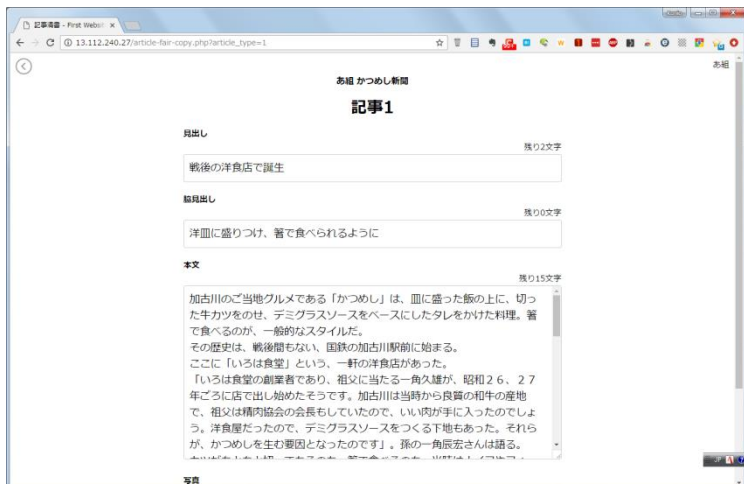 記事清書 - First Websit
13.112.240.27/article-fair-copy.php?article_type=1
あ組
あ組 かつめし新聞
記事1
見出し
残り2文字
戦後の洋食店で誕生
脇見出し
残り0文字
洋皿に盛りつけ、箸で食べられるように
本文
残り15文字
加古川のご当地グルメである「かつめし」は、皿に盛った飯の上に、切っ
た牛カツをのせ、デミグラスソースをベースにしたタレをかけた料理。箸
で食べるのが、一般的なスタイルだ。
その歴史は、戦後間もない、国鉄の加古川駅前に始まる。
ここに「いろは食堂」という、一軒の洋食店があった。
「いろは食堂の創業者であり、祖父に当たる一角久雄が、昭和２６、２７
年ごろに店で出し始めたそうです。加古川は当時から良質の和牛の産地
で、祖父は精肉協会の会長もしていたので、いい肉が手に入ったのでしょ
う。洋食屋だったので、デミグラスソースをつくる下地もあった。それら
が、かつめしを生む要因となったのです」。孫の一角辰宏さんは語る。
写真
JP